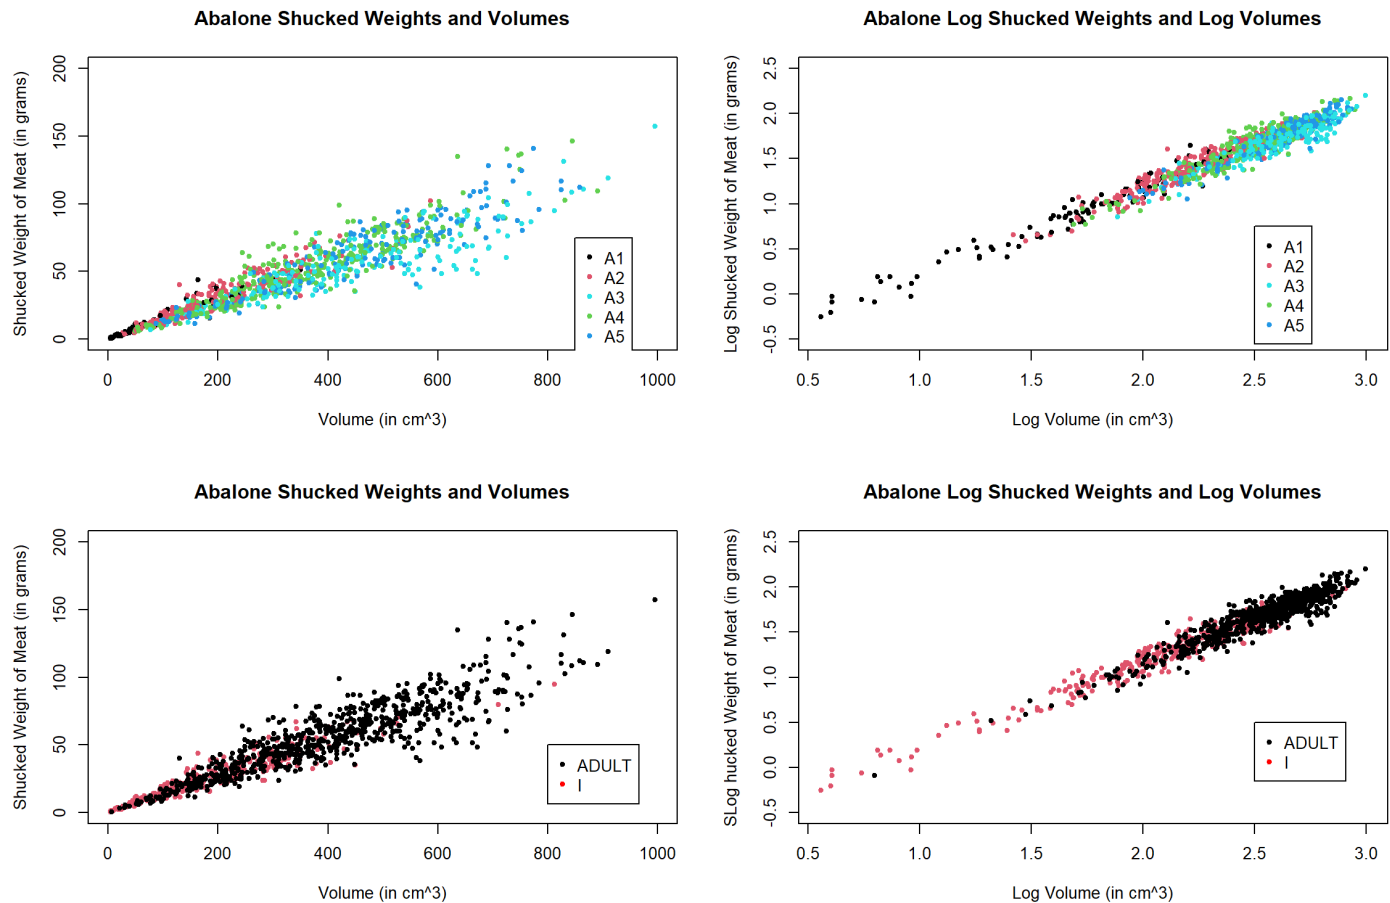 Abalone Shucked Weights and Volumes
Shucked Weight of Meat (in grams)
200
150
100
50
0
A1
A2
A3
A4
A5
0 200 400 600 800 1000
Volume (in cm^3)
Abalone Log Shucked Weights and Log Volumes
Log Shucked Weight of Meat (in grams)
2.5
2.0
1.5
1.0
0.5
0.0
-0.5
A1
A2
A3
A4
A5
0.5 1.0 1.5 2.0 2.5 3.0
Log Volume (in cm^3)
Abalone Shucked Weights and Volumes
Shucked Weight of Meat (in grams)
200
150
100
50
0
ADULT
I
0 200 400 600 800 1000
Volume (in cm^3)
Abalone Log Shucked Weights and Log Volumes
SLog hucked Weight of Meat (in grams)
2.5
2.0
1.5
1.0
0.5
0.0
-0.5
ADULT
I
0.5 1.0 1.5 2.0 2.5 3.0
Log Volume (in cm^3)